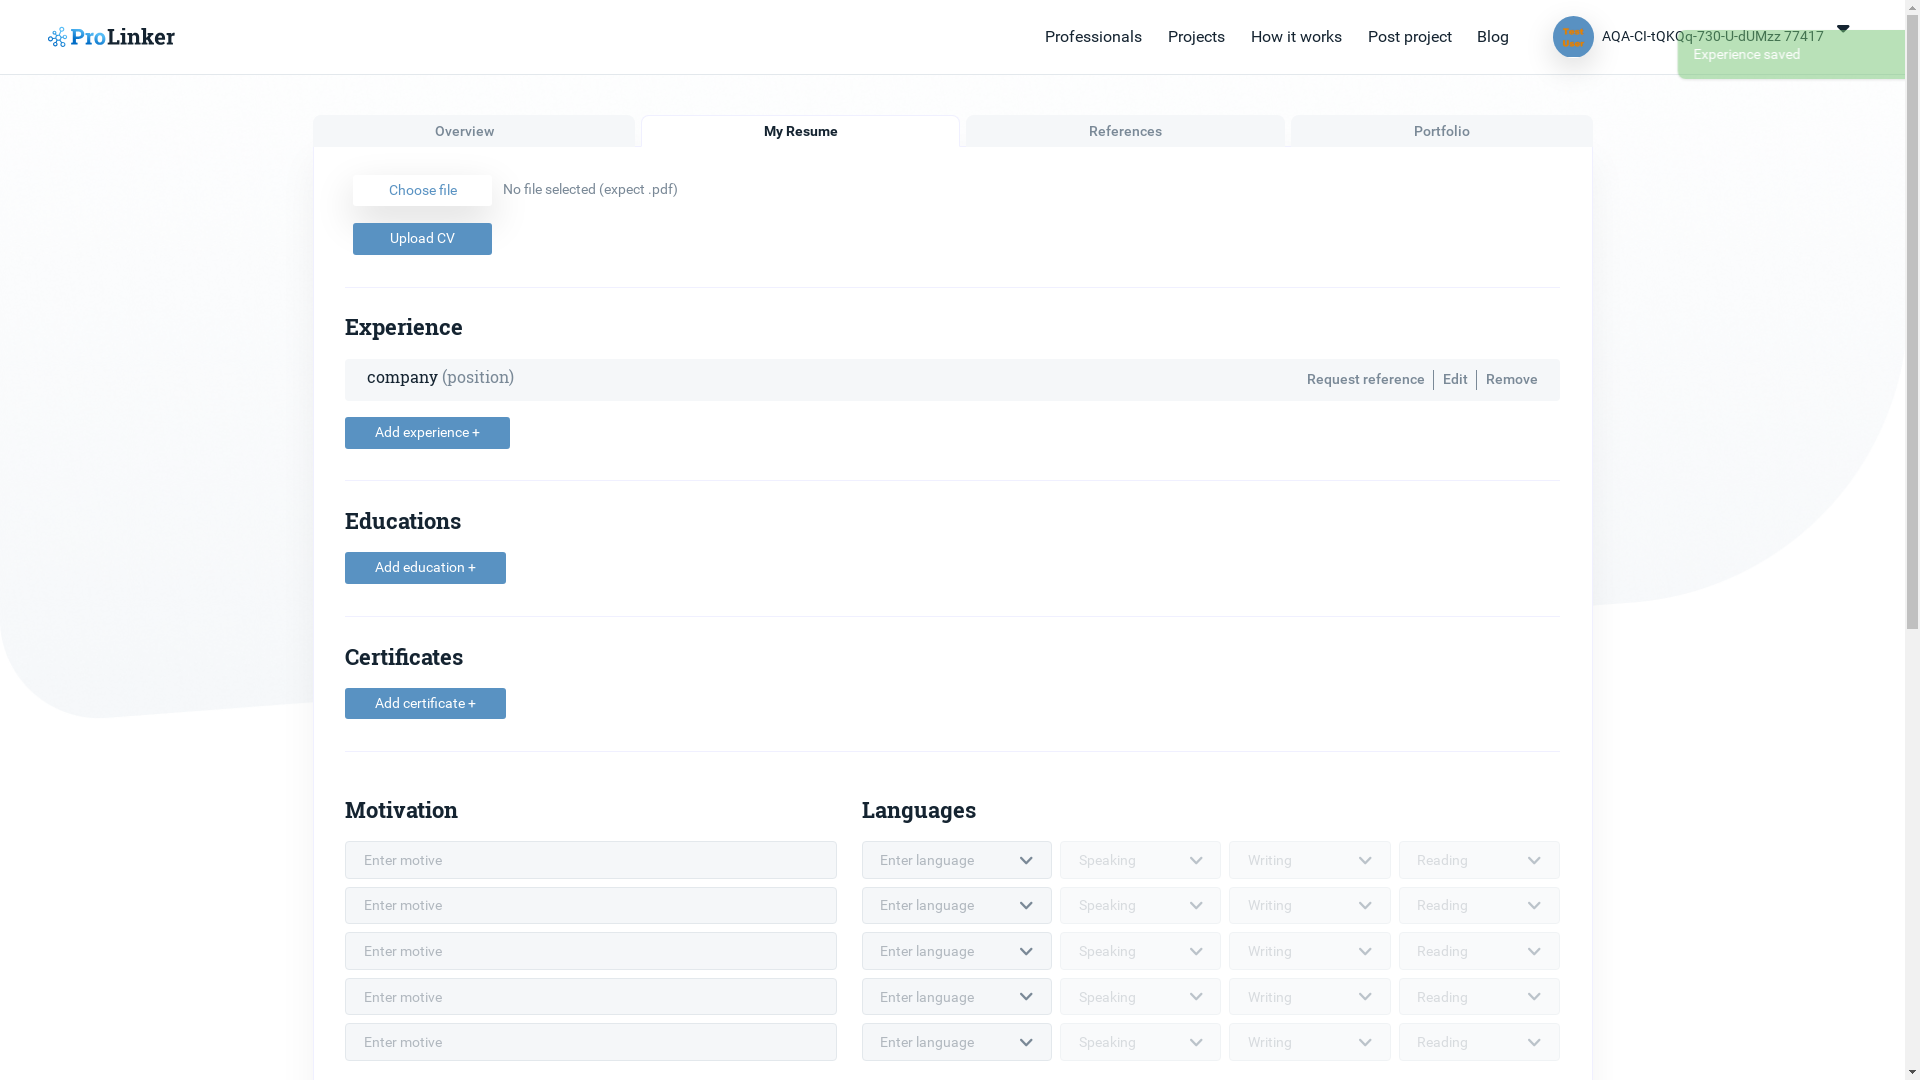 ProLinker
Professionals
Projects
How it works
Post project
Blog
Test
User
AQA-CI-tQKQq-730-U-dUMzz 77417
Experience saved
Overview
My Resume
References
Portfolio
Choose file
No file selected (expect .pdf)
Upload CV
Experience
company (position)
Request reference
Edit
Remove
Add experience +
Educations
Add education +
Certificates
Add certificate +
Motivation
Languages
Enter motive
Enter language
Speaking
Writing
Reading
Enter motive
Enter language
Speaking
Writing
Reading
Enter motive
Enter language
Speaking
Writing
Reading
Enter motive
Enter language
Speaking
Writing
Reading
Enter motive
Enter language
Speaking
Writing
Reading